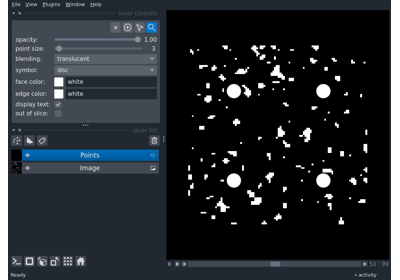 File View Plugins Window Help
layer controls
opacity: 1.00
point size: 3
blending: translucent
symbol: disc
face color: white
edge color: white
display text:
out of slice:
layer list
Points
Image
50 99
Ready activity